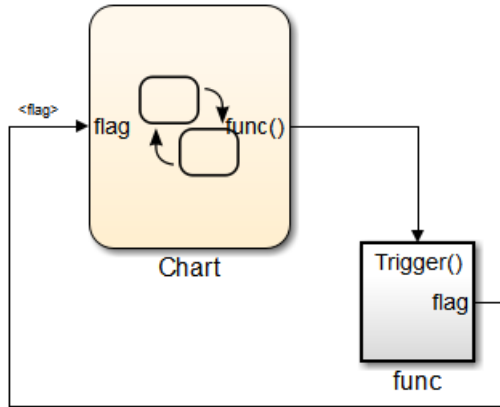 <flag>
flag
func()
Chart
Trigger()
flag
func